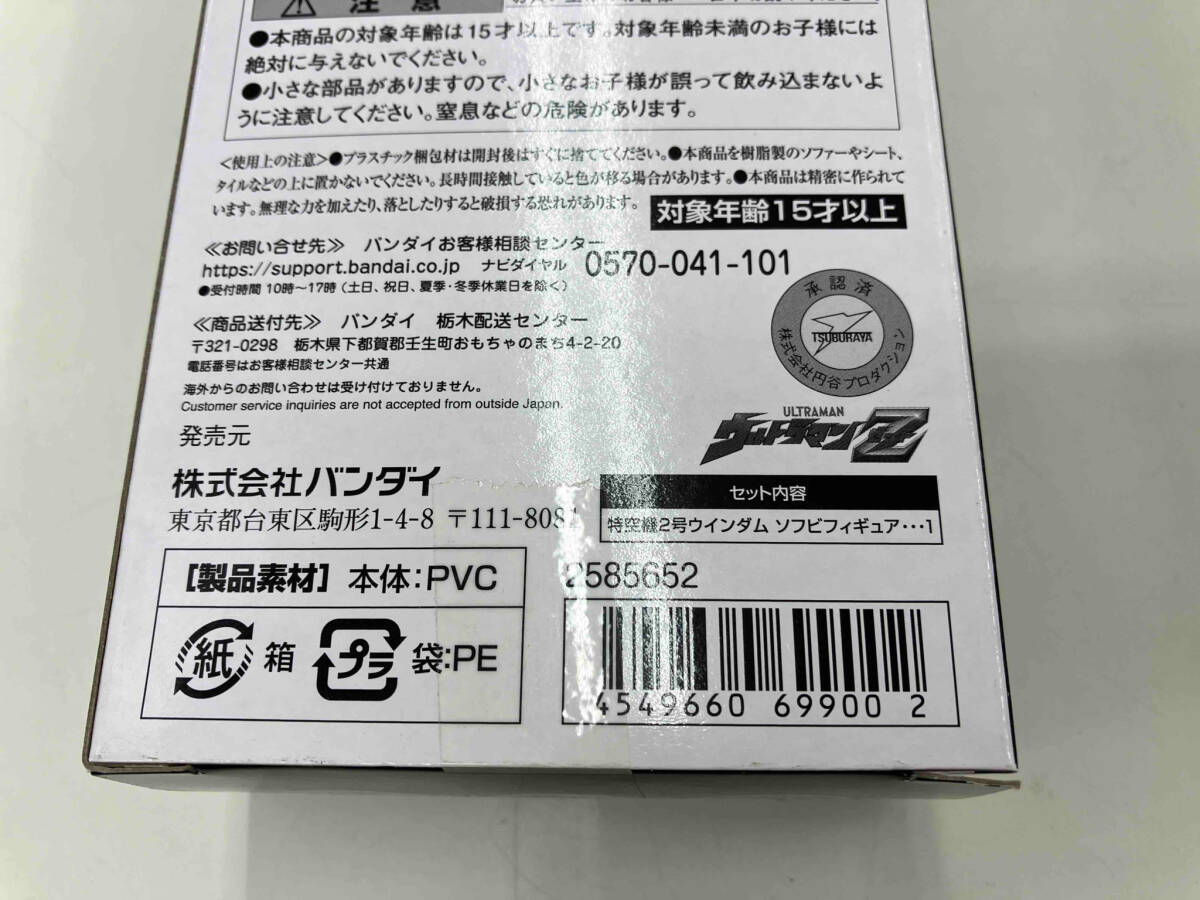 注意
●本商品の対象年齢は15才以上です。対象年齢未満のお子様には
絶対に与えないでください。
●小さな部品がありますので、小さなお子様が誤って飲み込まないよ
うに注意してください。窒息などの危険があります。
＜使用上の注意＞●プラスチック梱包材は開封後はすぐに捨ててください。●本商品を樹脂製のソファーやシート、
タイルなどの上に置かないでください。長時間接触していると色が移る場合があります。●本商品は精密に作られて
います。無理な力を加えたり、落としたりすると破損する恐れがあります。
対象年齢15才以上
≪お問い合せ先≫ バンダイお客様相談センター
https://support.bandai.co.jp ナビダイヤル 0570-041-101
●受付時間 10時～17時（土日、祝日、夏季・冬季休業日を除く）
≪商品送付先≫ バンダイ 栃木配送センター
〒321-0298 栃木県下都賀郡壬生町おもちゃのまち4-2-20
電話番号はお客様相談センター共通
海外からのお問い合わせは受け付けておりません。
Customer service inquiries are not accepted from outside Japan.
承認済
TSUBURAYA
株式会社円谷プロダクション
ULTRAMAN
ウルトラマンZ
発売元
株式会社バンダイ
東京都台東区駒形1-4-8 〒111-808
セット内容
特空機2号ウインダム ソフビフィギュア･･･1
[製品素材] 本体:PVC
紙 箱 プラ 袋:PE
2585652
4549660 69900 2